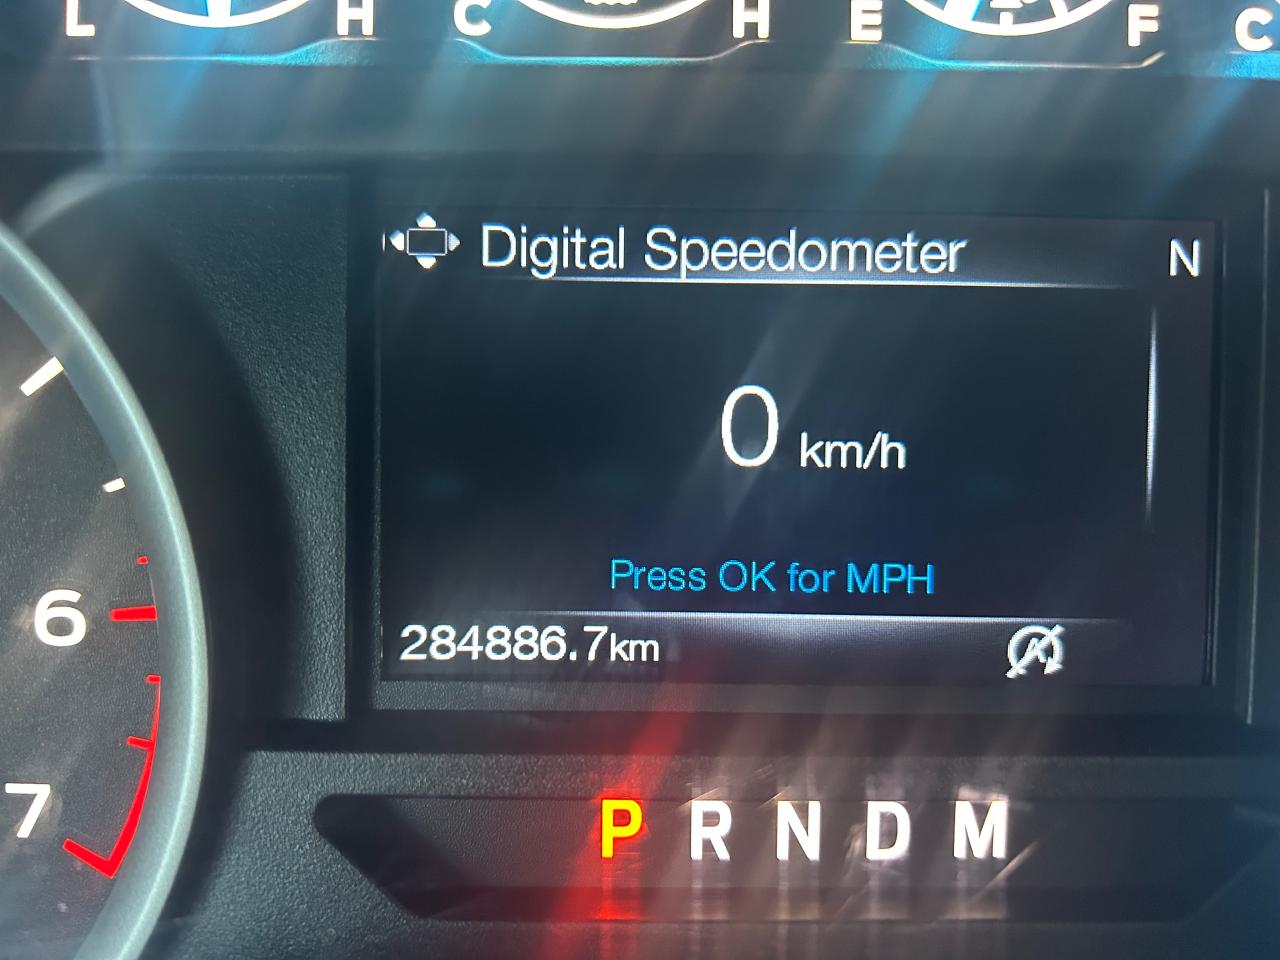 L H C H E F C
Digital Speedometer N
0 km/h
Press OK for MPH
284886.7km
6
7
P R N D M